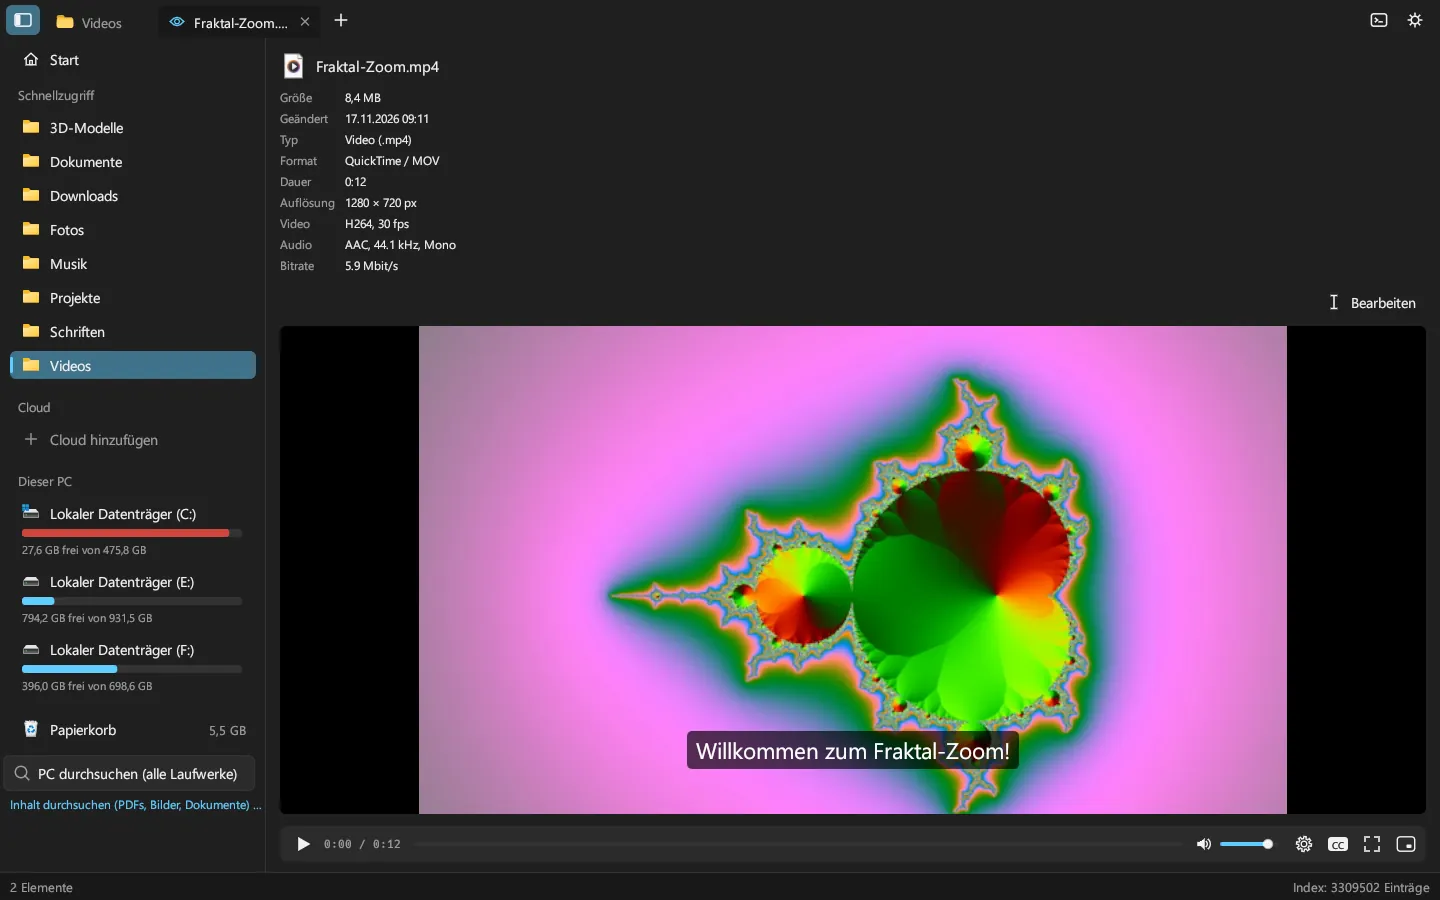 Videos
Fraktal-Zoom....
Start
Schnellzugriff
3D-Modelle
Dokumente
Downloads
Fotos
Musik
Projekte
Schriften
Videos
Cloud
Cloud hinzufügen
Dieser PC
Lokaler Datenträger (C:)
27,6 GB frei von 475,8 GB
Lokaler Datenträger (E:)
794,2 GB frei von 931,5 GB
Lokaler Datenträger (F:)
396,0 GB frei von 698,6 GB
Papierkorb 5,5 GB
PC durchsuchen (alle Laufwerke)
Inhalt durchsuchen (PDFs, Bilder, Dokumente) ...
Fraktal-Zoom.mp4
Größe 8,4 MB
Geändert 17.11.2026 09:11
Typ Video (.mp4)
Format QuickTime / MOV
Dauer 0:12
Auflösung 1280 × 720 px
Video H264, 30 fps
Audio AAC, 44.1 kHz, Mono
Bitrate 5.9 Mbit/s
Bearbeiten
Willkommen zum Fraktal-Zoom!
0:00 / 0:12
CC
2 Elemente
Index: 3309502 Einträge